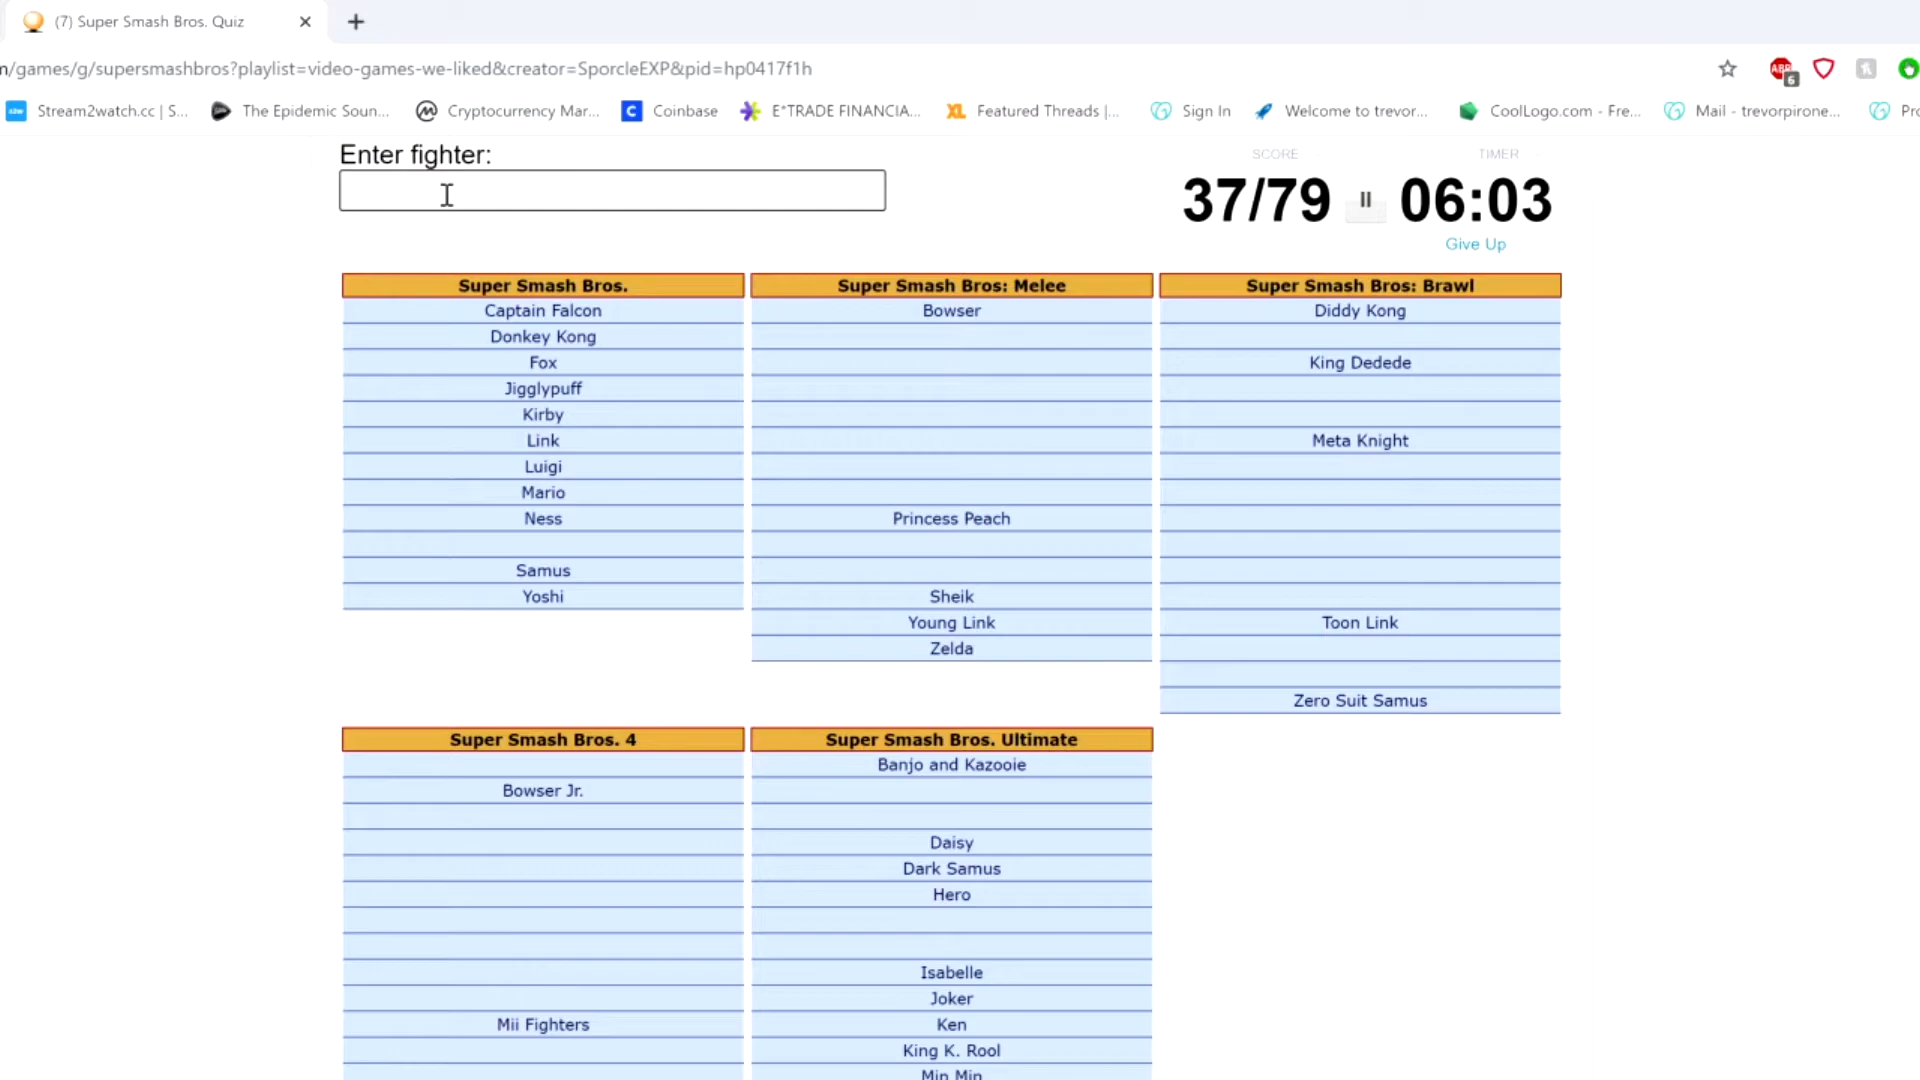 (7) Super Smash Bros. Quiz
m/games/g/supersmashbros?playlist=video-games-we-liked&creator=SporcleEXP&pid=hp0417f1h
ABP
6
Stream2watch.cc | S...
The Epidemic Soun...
Cryptocurrency Mar...
Coinbase
E*TRADE FINANCIA...
XL Featured Threads |...
Sign In
Welcome to trevor...
CoolLogo.com - Fre...
Mail - trevorpirone...
Pro
Enter fighter:
SCORE
TIMER
37/79
06:03
Give Up
Super Smash Bros.
Captain Falcon
Donkey Kong
Fox
Jigglypuff
Kirby
Link
Luigi
Mario
Ness
Samus
Yoshi
Super Smash Bros: Melee
Bowser
Princess Peach
Sheik
Young Link
Zelda
Super Smash Bros: Brawl
Diddy Kong
King Dedede
Meta Knight
Toon Link
Zero Suit Samus
Super Smash Bros. 4
Bowser Jr.
Mii Fighters
Super Smash Bros. Ultimate
Banjo and Kazooie
Daisy
Dark Samus
Hero
Isabelle
Joker
Ken
King K. Rool
Min Min